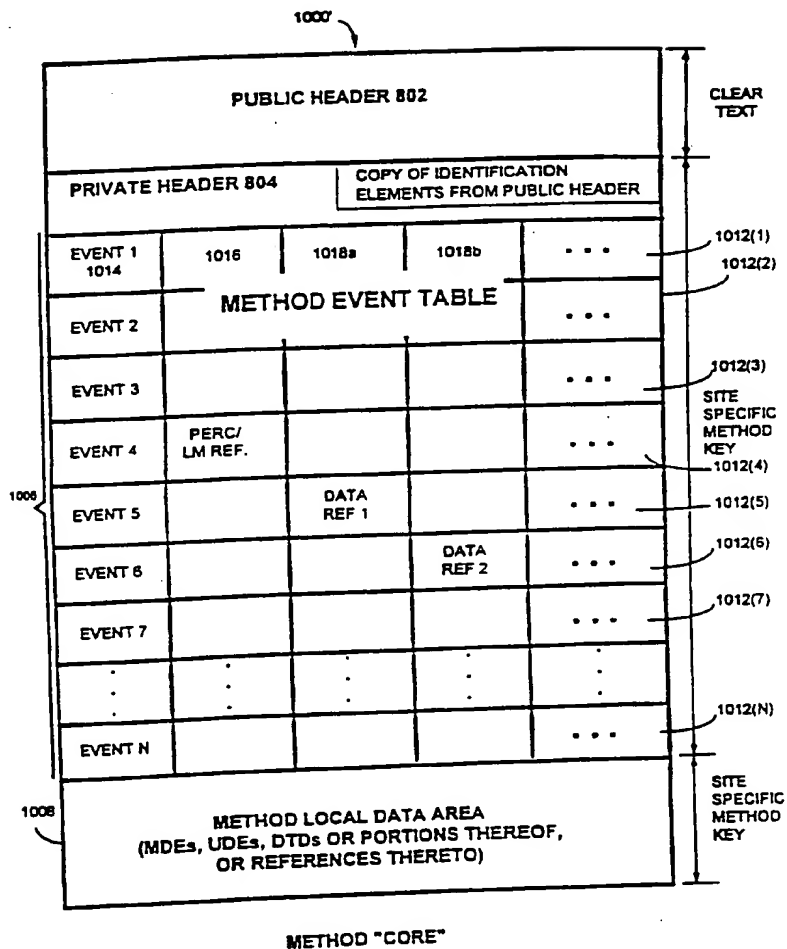 1000'
PUBLIC HEADER 802
CLEAR
TEXT
PRIVATE HEADER 804
COPY OF IDENTIFICATION
ELEMENTS FROM PUBLIC HEADER
EVENT 1
1014
1016
1018a
1018b
• • •
1012(1)
METHOD EVENT TABLE
1012(2)
EVENT 2
• • •
EVENT 3
• • •
1012(3)
SITE
SPECIFIC
METHOD
KEY
EVENT 4
PERC/
LM REF.
• • •
1012(4)
1006
EVENT 5
DATA
REF 1
• • •
1012(5)
EVENT 6
DATA
REF 2
• • •
1012(6)
EVENT 7
• • •
1012(7)
EVENT N
• • •
1012(N)
1008
METHOD LOCAL DATA AREA
(MDEs, UDEs, DTDs OR PORTIONS THEREOF,
OR REFERENCES THERETO)
SITE
SPECIFIC
METHOD
KEY
METHOD "CORE"